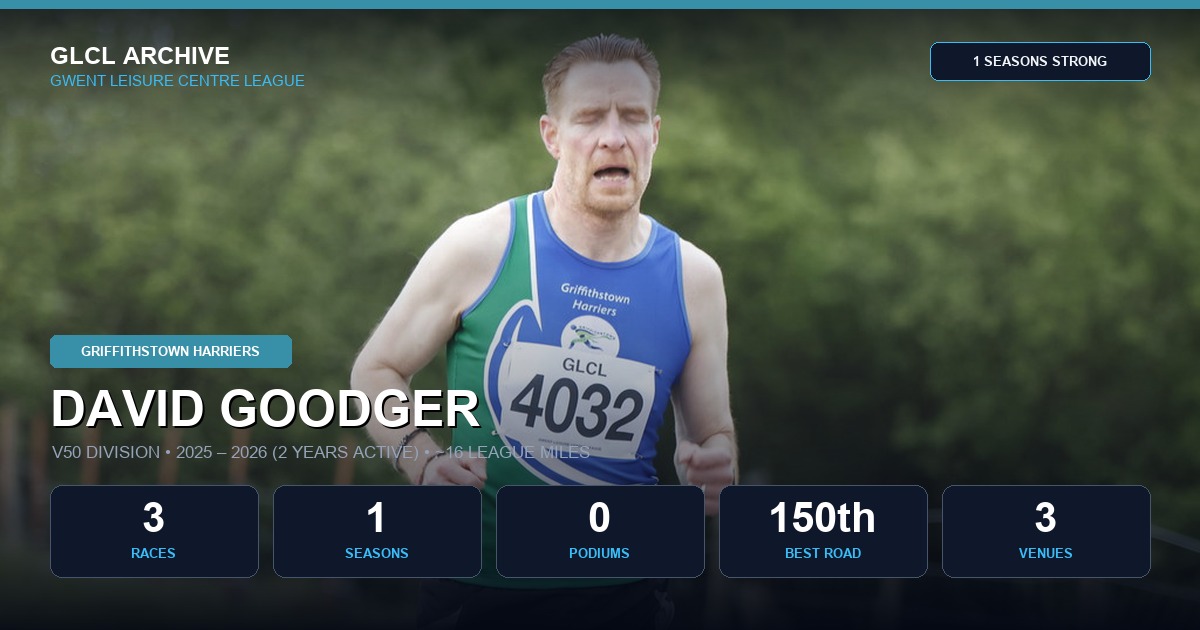 GLCL ARCHIVE
GWENT LEISURE CENTRE LEAGUE
1 SEASONS STRONG
Griffithstown
Harriers
GLCL
4032
GRIFFITHSTOWN HARRIERS
DAVID GOODGER
V50 DIVISION • 2025 – 2026 (2 YEARS ACTIVE) • ~16 LEAGUE MILES
3
RACES
1
SEASONS
0
PODIUMS
150th
BEST ROAD
3
VENUES